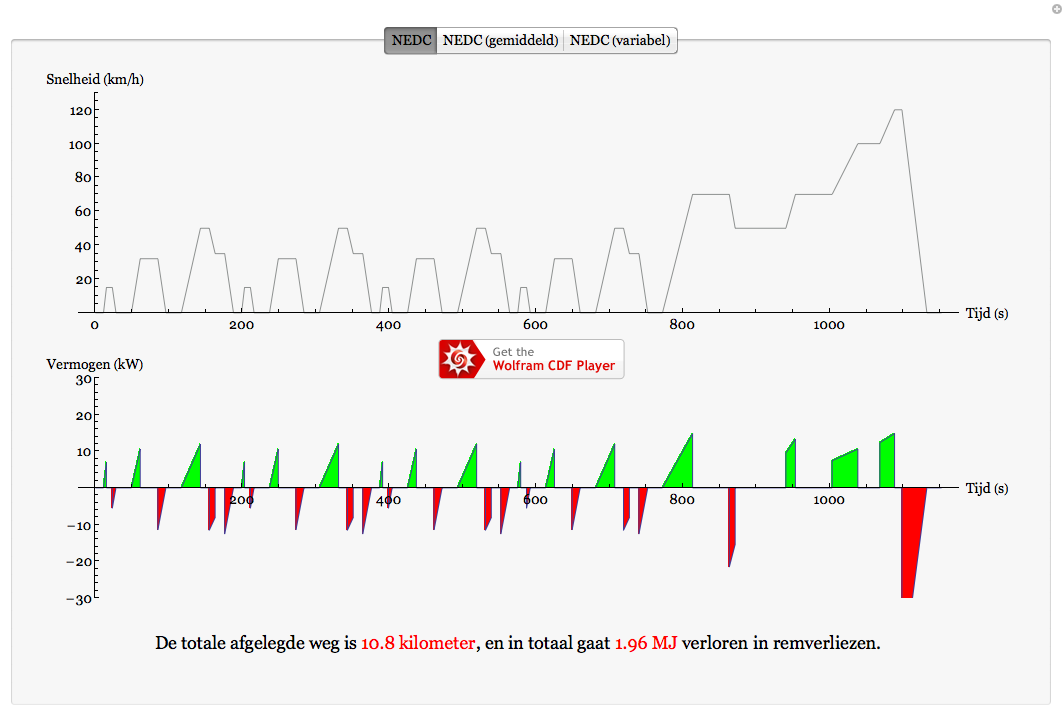 NEDC NEDC (gemiddeld) NEDC (variabel)
Snelheid (km/h)
120
100
80
60
40
20
0 200 400 600 800 1000 Tijd (s)
Get the
Wolfram CDF Player
Vermogen (kW)
30
20
10
200 400 600 800 1000 Tijd (s)
−10
−20
−30
De totale afgelegde weg is 10.8 kilometer, en in totaal gaat 1.96 MJ verloren in remverliezen.